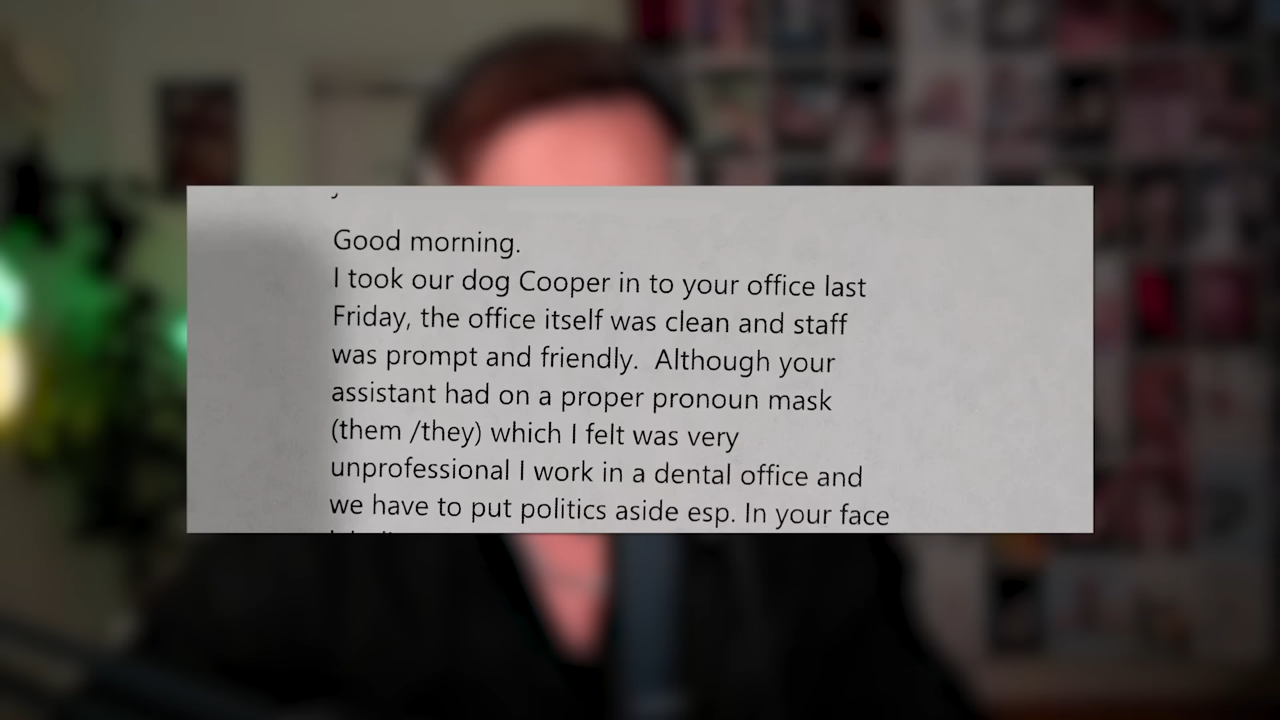 Good morning.
I took our dog Cooper in to your office last
Friday, the office itself was clean and staff
was prompt and friendly.  Although your
assistant had on a proper pronoun mask
(them /they) which I felt was very
unprofessional I work in a dental office and
we have to put politics aside esp. In your face